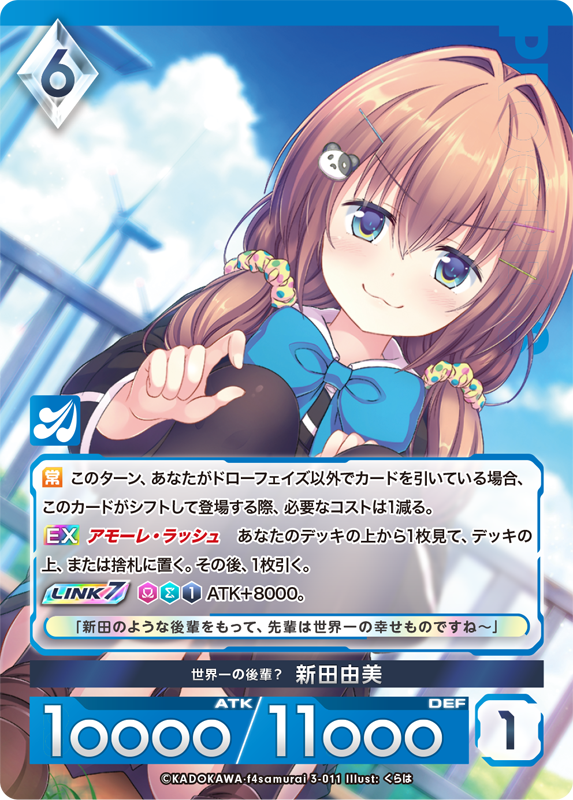 6
常 このターン、あなたがドローフェイズ以外でカードを引いている場合、
このカードがシフトして登場する際、必要なコストは1減る。
EX アモーレ・ラッシュ　あなたのデッキの上から1枚見て、デッキの
上、または捨札に置く。その後、1枚引く。
LINK 7 Ω Σ 1 ATK+8000。
「新田のような後輩をもって、先輩は世界一の幸せものですね～」
世界一の後輩？ 新田由美
ATK DEF
10000/11000 1
©KADOKAWA·f4samurai 3-011 Illust: くらは